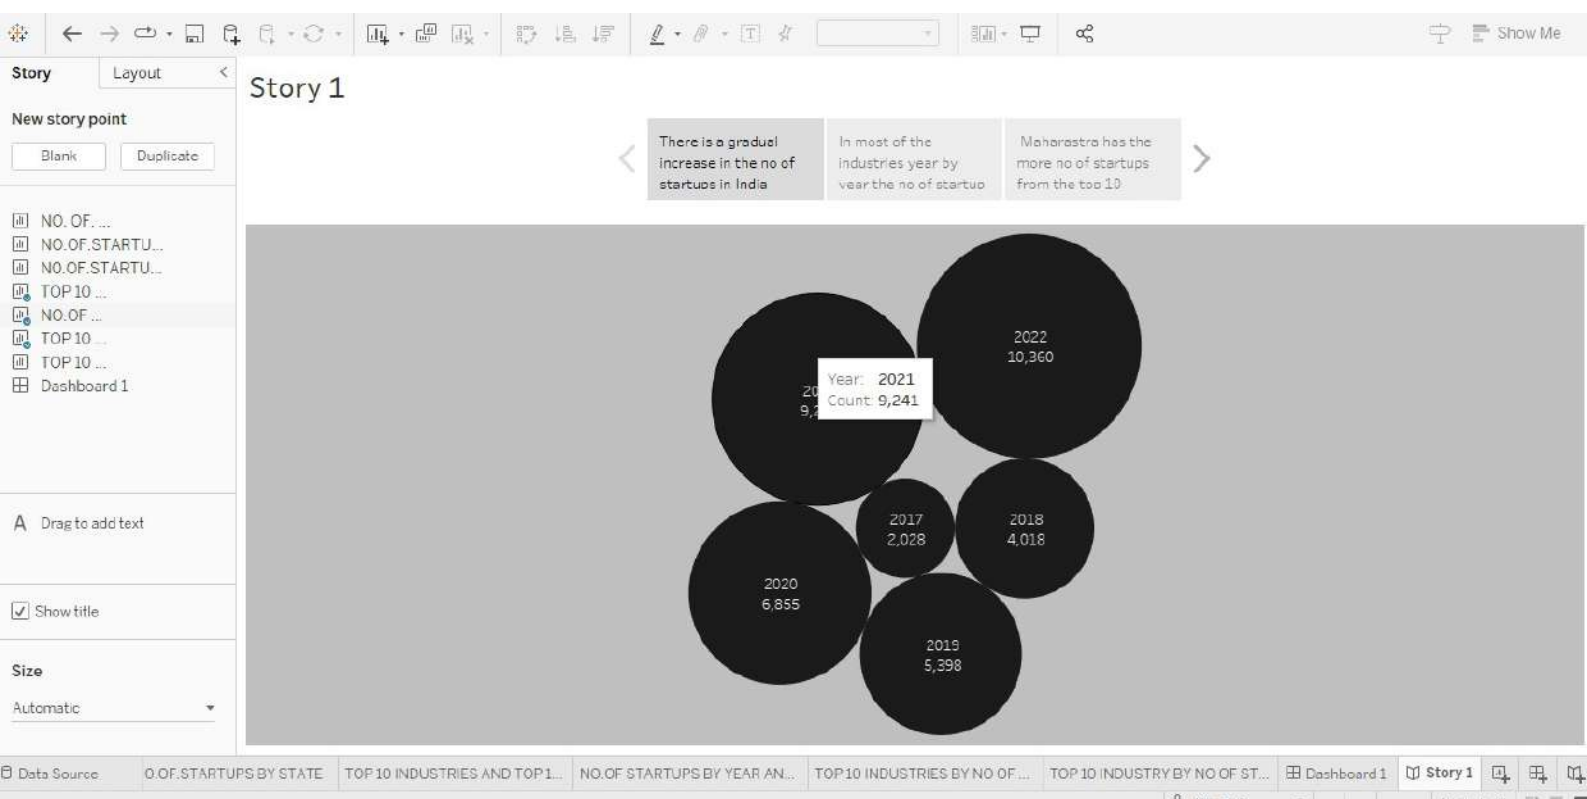 Show Me
Story
Layout
<
Story 1
New story point
Blank
Duplicate
There is a gradual
increase in the no of
startups in India
In most of the
industries year by
year the no of startup
Maharastra has the
more no of startups
from the top 10
NO. OF. ...
NO.OF.STARTU...
NO.OF.STARTU...
TOP 10 ...
NO.OF ...
TOP 10 ...
TOP 10 ...
Dashboard 1
2022
10,360
Year: 2021
Count: 9,241
2017
2,028
2018
4,018
2020
6,855
2019
5,398
A Drag to add text
Show title
Size
Automatic
Data Source
O.OF.STARTUPS BY STATE
TOP 10 INDUSTRIES AND TOP 1...
NO.OF STARTUPS BY YEAR AN...
TOP 10 INDUSTRIES BY NO OF ...
TOP 10 INDUSTRY BY NO OF ST...
Dashboard 1
Story 1